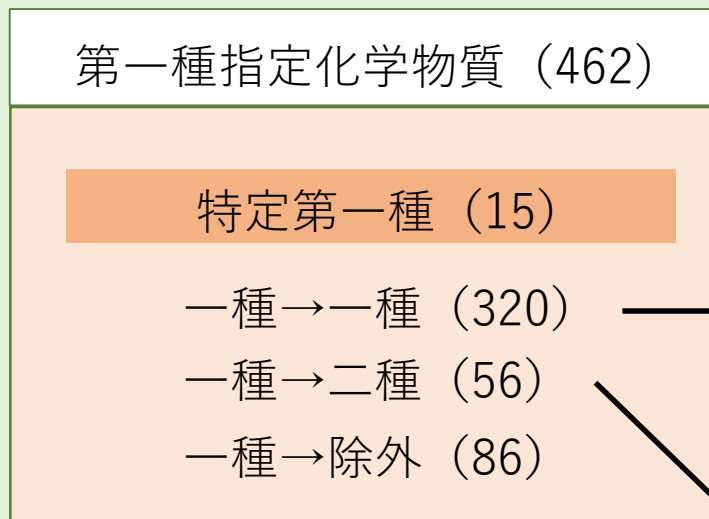 第一種指定化学物質（462）
特定第一種（15）
一種→一種（320）
一種→二種（56）
一種→除外（86）